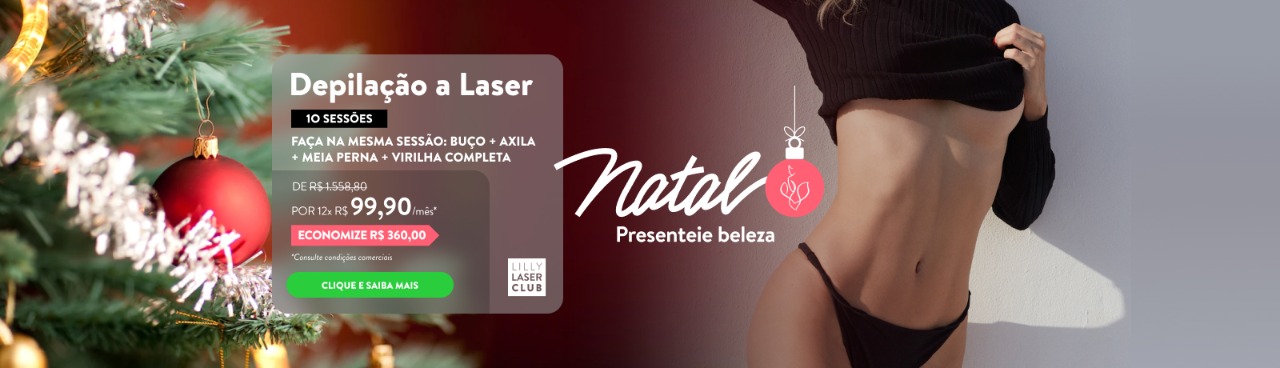 Depilação a Laser
10 SESSÕES
FAÇA NA MESMA SESSÃO: BUÇO + AXILA
+ MEIA PERNA + VIRILHA COMPLETA
DE R$ 1.558,80
POR 12x R$ 99,90/mês*
ECONOMIZE R$ 360,00
*Consulte condições comerciais
CLIQUE E SAIBA MAIS
LILLY
LASER
CLUB
Natal
Presenteie beleza